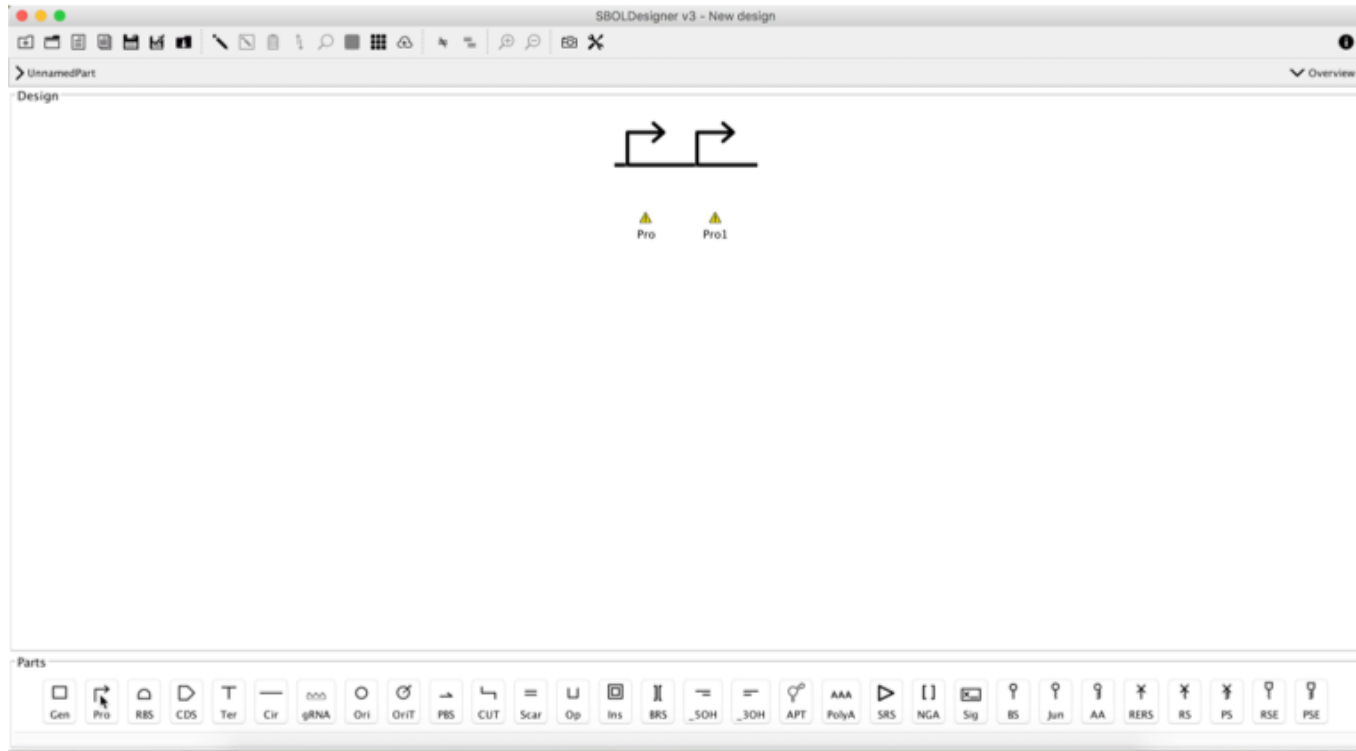 SBOLDesigner v3 - New design
UnnamedPart
Overview
Design
Pro Pro1
Parts
Gen Pro RBS CDS Ter Cir gRNA Ori OriT PBS CUT Scar Op Ins BRS _5OH _3OH APT PolyA SRS NGA Sig BS Jun AA RERS RS PS RSE PSE